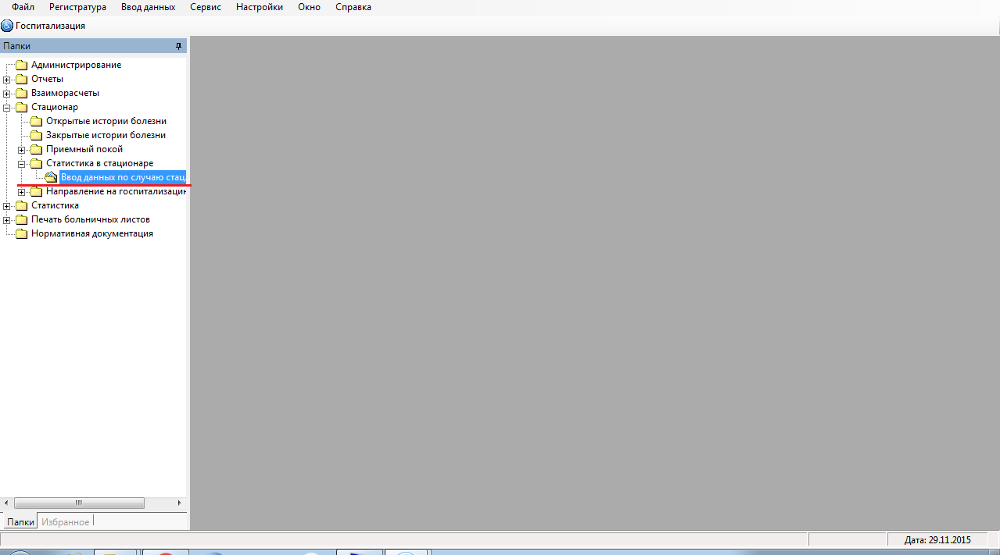 Файл Регистратура Ввод данных Сервис Настройки Окно Справка
Госпитализация
Папки
Администрирование
Отчеты
Взаиморасчеты
Стационар
Открытые истории болезни
Закрытые истории болезни
Приемный покой
Статистика в стационаре
Ввод данных по случаю стац
Направление на госпитализаци
Статистика
Печать больничных листов
Нормативная документация
Папки Избранное
Дата: 29.11.2015